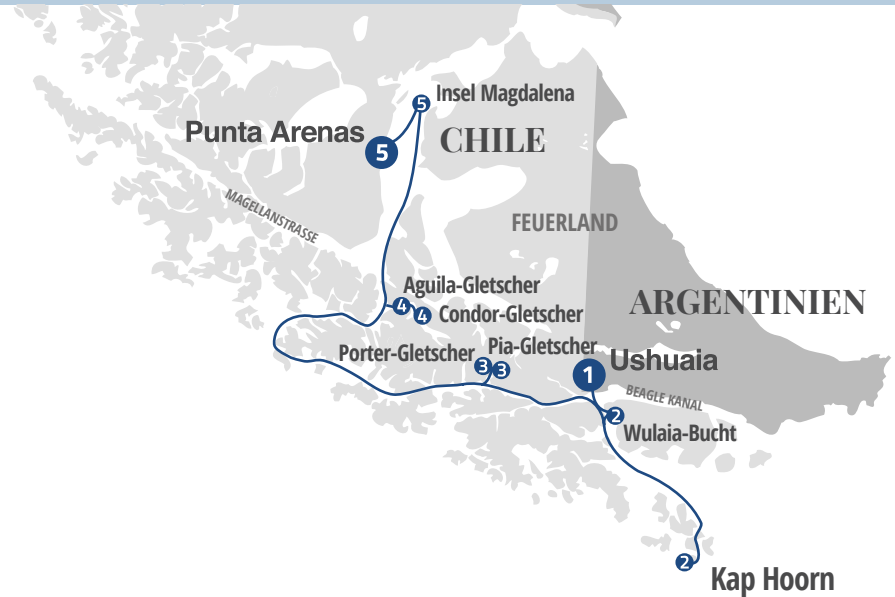 5 Insel Magdalena
Punta Arenas
5
CHILE
MAGELLANSTRASSE
FEUERLAND
Aguila-Gletscher
4
4 Condor-Gletscher
ARGENTINIEN
Pia-Gletscher
Porter-Gletscher 3 3
1 Ushuaia
BEAGLE KANAL
2
Wulaia-Bucht
2
Kap Hoorn